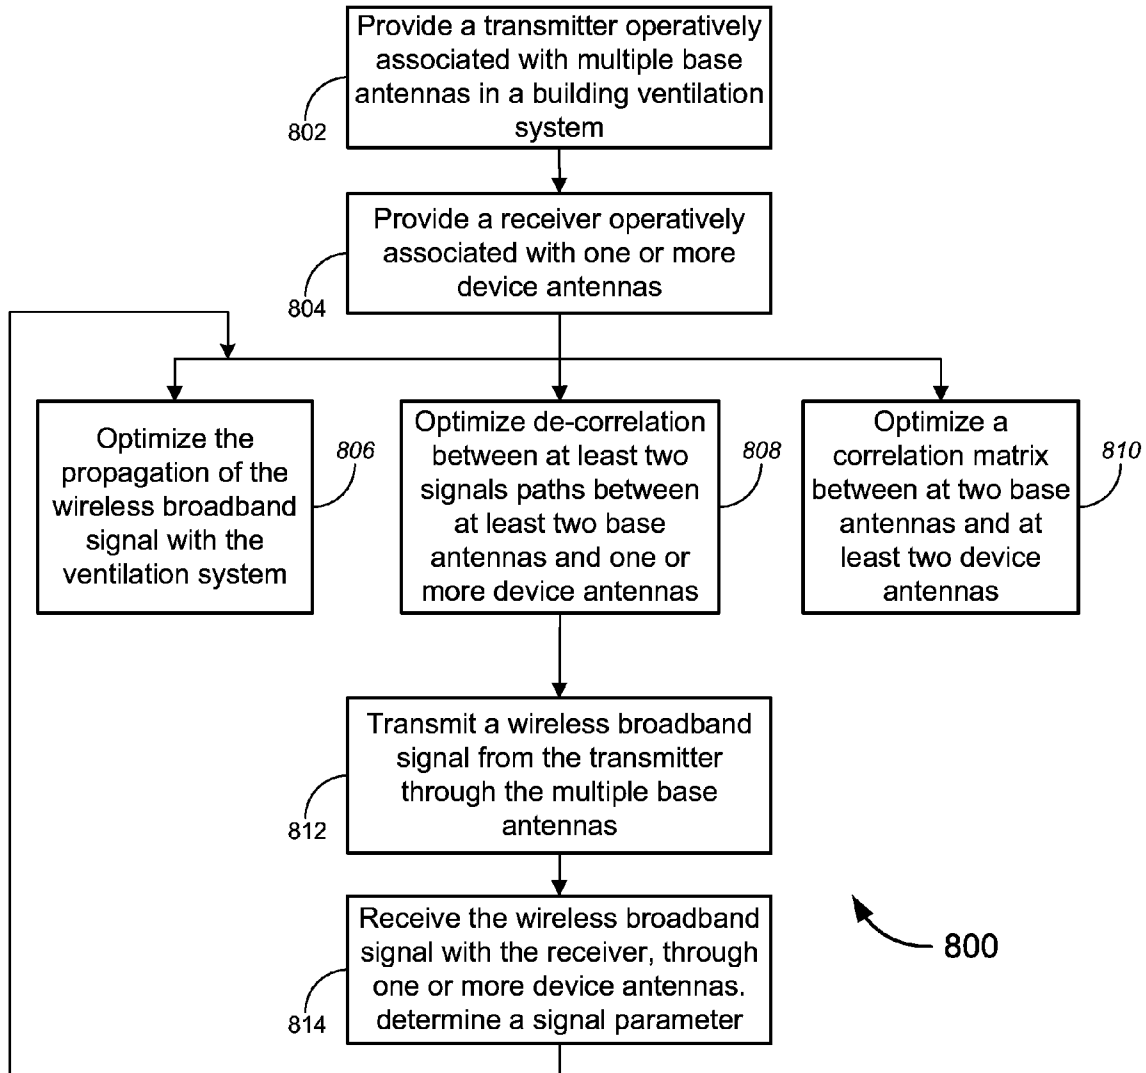 Provide a transmitter operatively
associated with multiple base
antennas in a building ventilation
system
802
Provide a receiver operatively
associated with one or more
device antennas
804
Optimize the
propagation of the
wireless broadband
signal with the
ventilation system
806
Optimize de-correlation
between at least two
signals paths between
at least two base
antennas and one or
more device antennas
808
Optimize a
correlation matrix
between at two base
antennas and at
least two device
antennas
810
Transmit a wireless broadband
signal from the transmitter
through the multiple base
antennas
812
Receive the wireless broadband
signal with the receiver, through
one or more device antennas.
determine a signal parameter
814
800